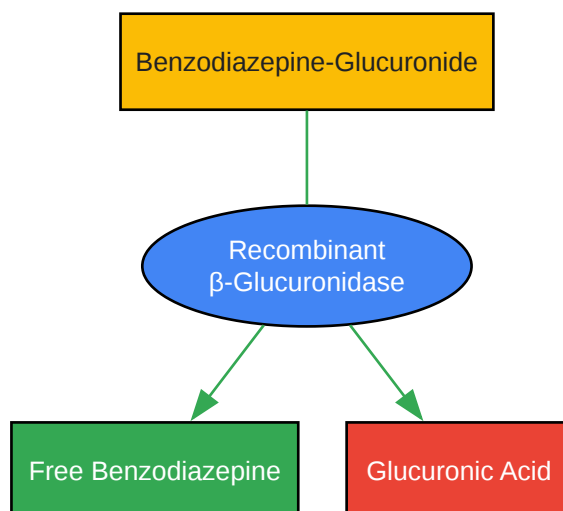 Benzodiazepine-Glucuronide
Recombinant
β-Glucuronidase
Free Benzodiazepine
Glucuronic Acid